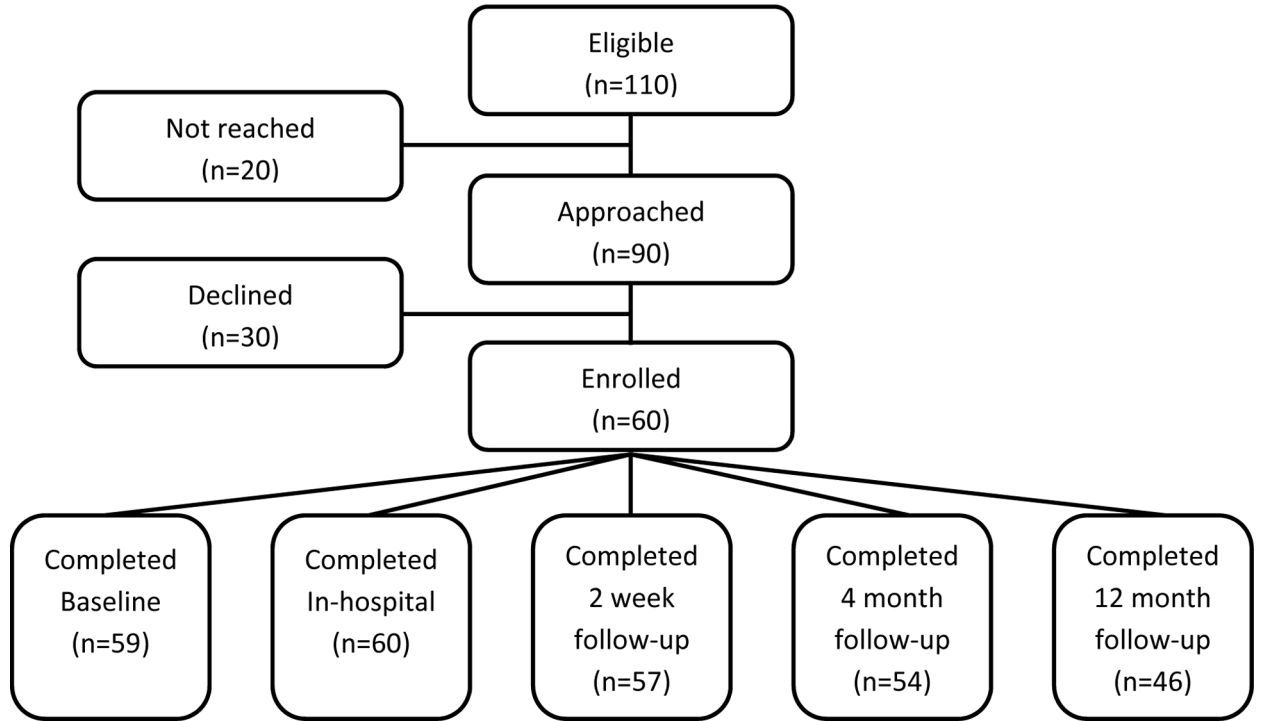 Eligible
(n=110)
Not reached
(n=20)
Approached
(n=90)
Declined
(n=30)
Enrolled
(n=60)
Completed
Baseline
(n=59)
Completed
In-hospital
(n=60)
Completed
2 week
follow-up
(n=57)
Completed
4 month
follow-up
(n=54)
Completed
12 month
follow-up
(n=46)